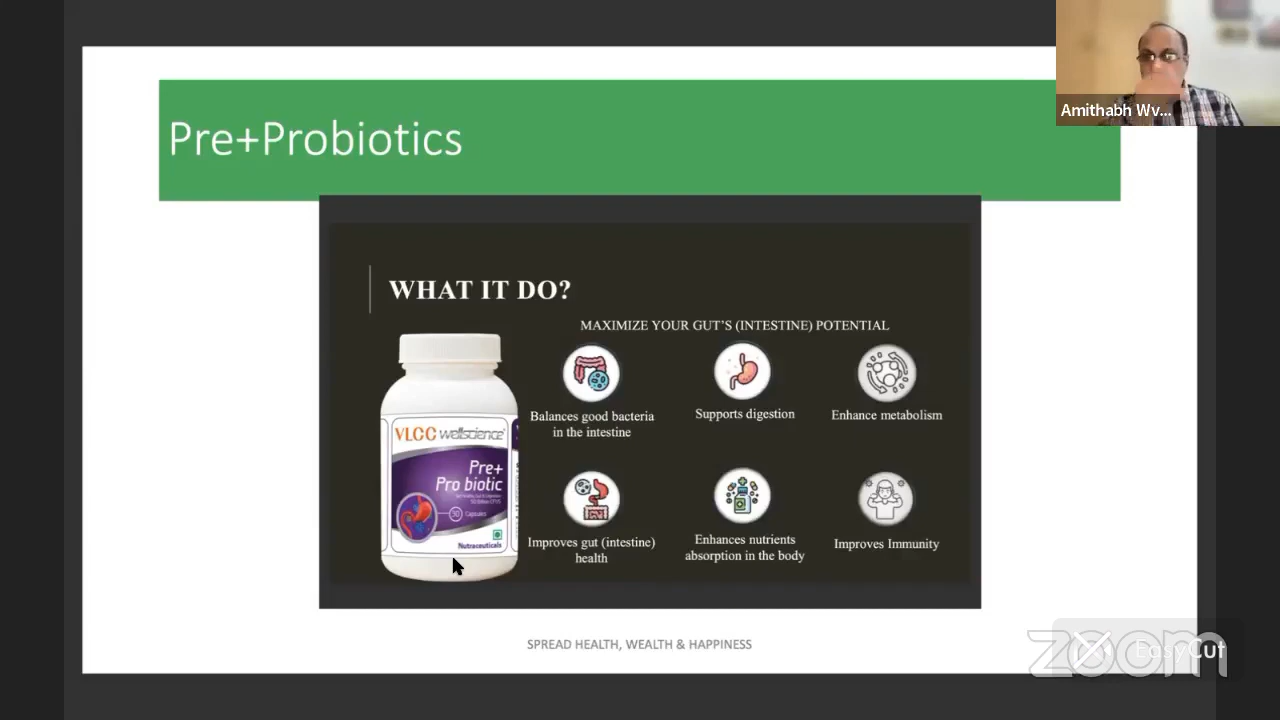 Pre+Probiotics
Amithabh Wv...
WHAT IT DO?
MAXIMIZE YOUR GUT'S (INTESTINE) POTENTIAL
Balances good bacteria
in the intestine
Supports digestion
Enhance metabolism
Improves gut (intestine)
health
Enhances nutrients
absorption in the body
Improves Immunity
VLCC wellscience
Pre+
Pro biotic
Capsules
Nutraceuticals
SPREAD HEALTH, WEALTH & HAPPINESS
zoom
EasyCut